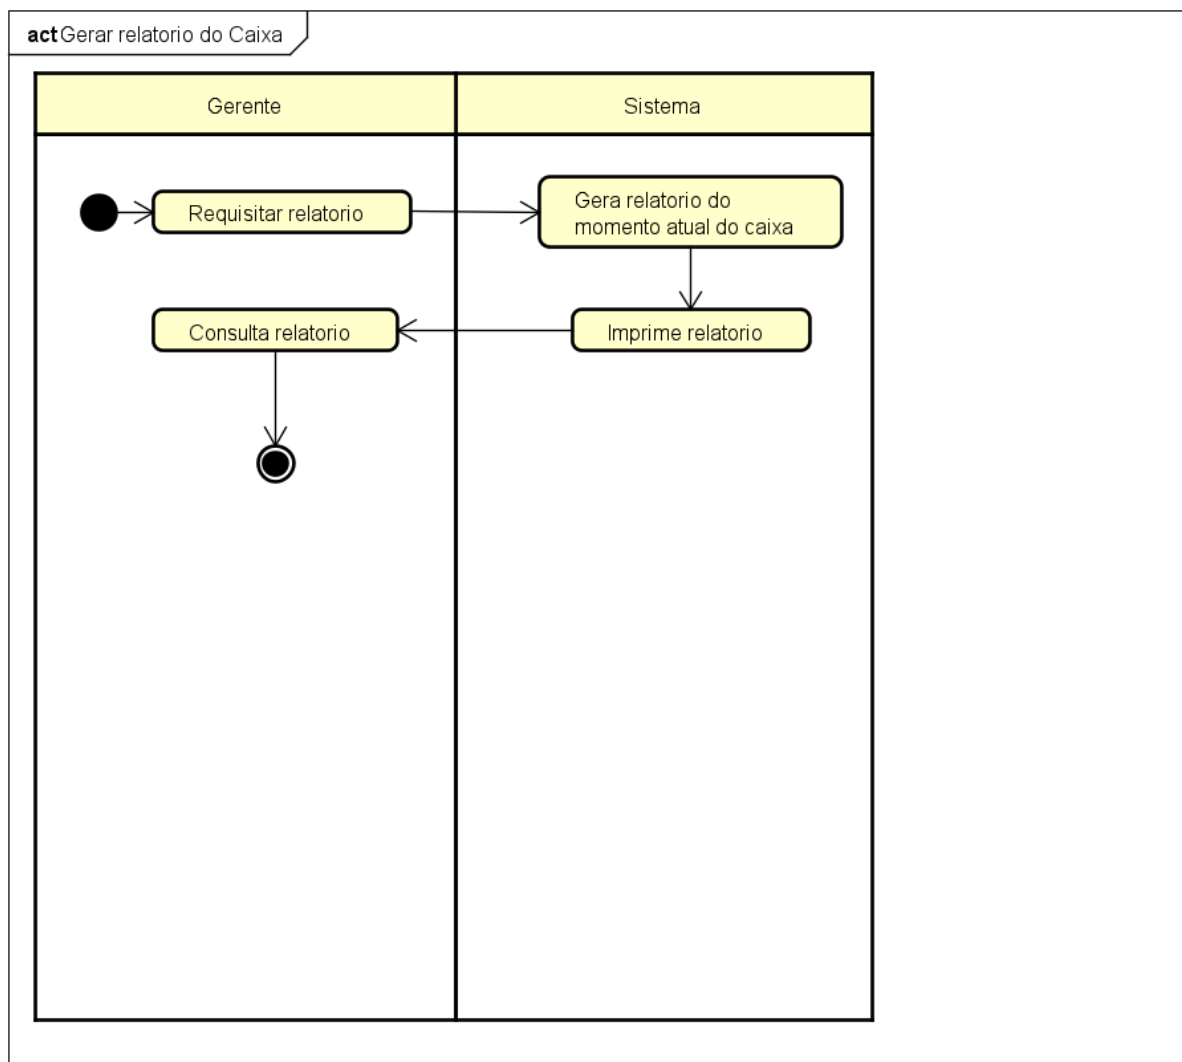 act Gerar relatorio do Caixa
Gerente
Sistema
Requisitar relatorio
Gera relatorio do
momento atual do caixa
Consulta relatorio
Imprime relatorio